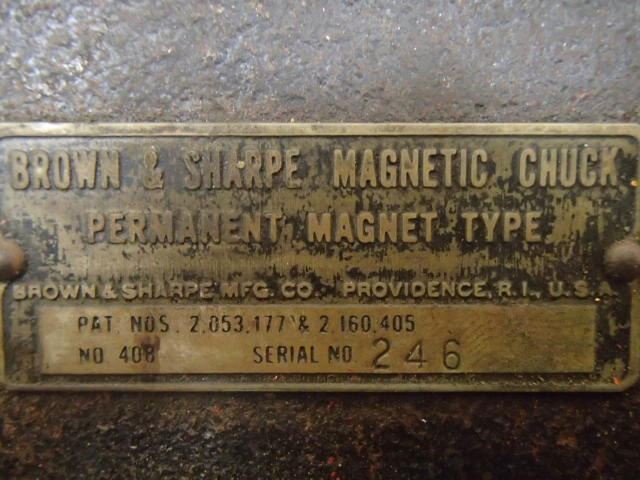 BROWN & SHARPE MAGNETIC CHUCK
PERMANENT MAGNET TYPE
BROWN & SHARPE MFG. CO. PROVIDENCE, R.I., U.S.A.
PAT. NOS. 2,053,177 & 2,160,405
NO. 408 SERIAL NO. 246